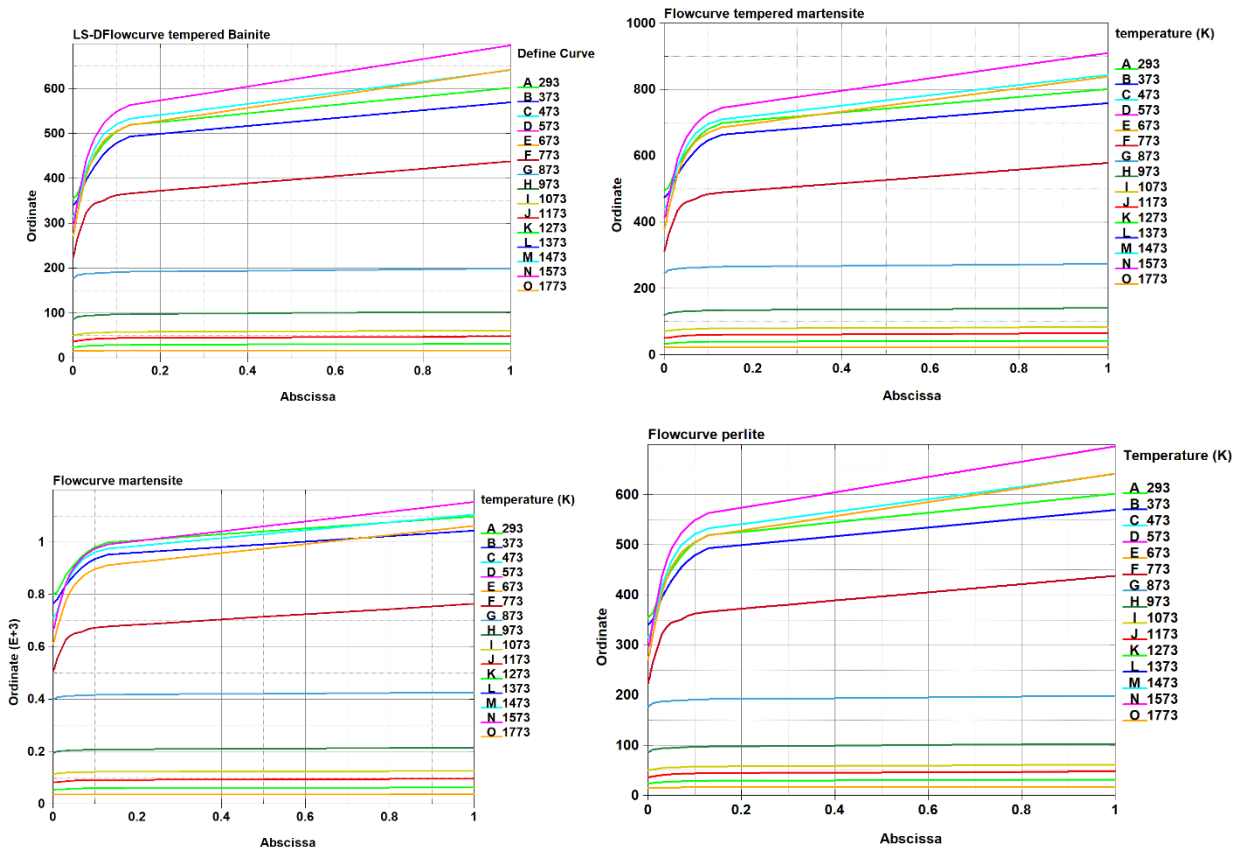 LS-DFlowcurve tempered Bainite
Define Curve
A 293
B 373
C 473
D 573
E 673
F 773
G 873
H 973
I 1073
J 1173
K 1273
L 1373
M 1473
N 1573
O 1773
Ordinate
600
500
400
300
200
100
0
0 0.2 0.4 0.6 0.8 1
Abscissa
Flowcurve tempered martensite
temperature (K)
A 293
B 373
C 473
D 573
E 673
F 773
G 873
H 973
I 1073
J 1173
K 1273
L 1373
M 1473
N 1573
O 1773
Ordinate
1000
800
600
400
200
0
0 0.2 0.4 0.6 0.8 1
Abscissa
Flowcurve martensite
temperature (K)
A 293
B 373
C 473
D 573
E 673
F 773
G 873
H 973
I 1073
J 1173
K 1273
L 1373
M 1473
N 1573
O 1773
Ordinate (E+3)
1
0.8
0.6
0.4
0.2
0
0 0.2 0.4 0.6 0.8 1
Abscissa
Flowcurve perlite
Temperature (K)
A 293
B 373
C 473
D 573
E 673
F 773
G 873
H 973
I 1073
J 1173
K 1273
L 1373
M 1473
N 1573
O 1773
Ordinate
600
500
400
300
200
100
0
0 0.2 0.4 0.6 0.8 1
Abscissa